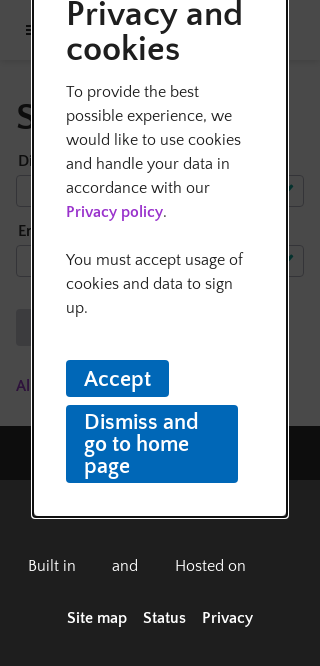 Privacy and
cookies
To provide the best
possible experience, we
would like to use cookies
and handle your data in
accordance with our
Privacy policy.
You must accept usage of
cookies and data to sign
up.
Accept
Dismiss and
go to home
page
Built in and Hosted on
Site map Status Privacy